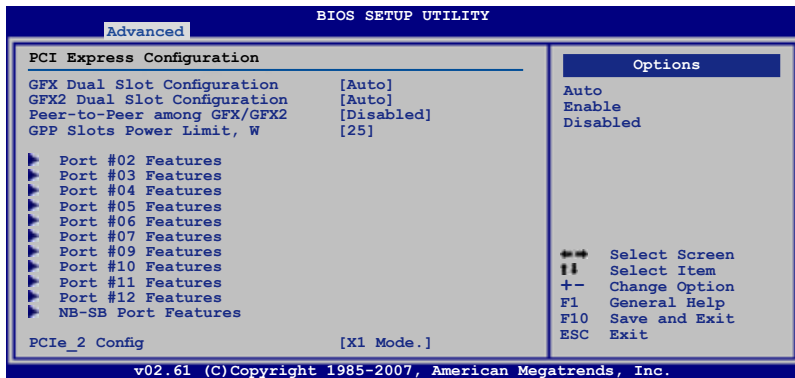 BIOS SETUP UTILITY
Advanced
PCI Express Configuration
GFX Dual Slot Configuration [Auto]
GFX2 Dual Slot Configuration [Auto]
Peer-to-Peer among GFX/GFX2 [Disabled]
GPP Slots Power Limit, W [25]
Port #02 Features
Port #03 Features
Port #04 Features
Port #05 Features
Port #06 Features
Port #07 Features
Port #09 Features
Port #10 Features
Port #11 Features
Port #12 Features
NB-SB Port Features
PCIe_2 Config [X1 Mode.]
Options
Auto
Enable
Disabled
Select Screen
Select Item
+- Change Option
F1 General Help
F10 Save and Exit
ESC Exit
v02.61 (C)Copyright 1985-2007, American Megatrends, Inc.